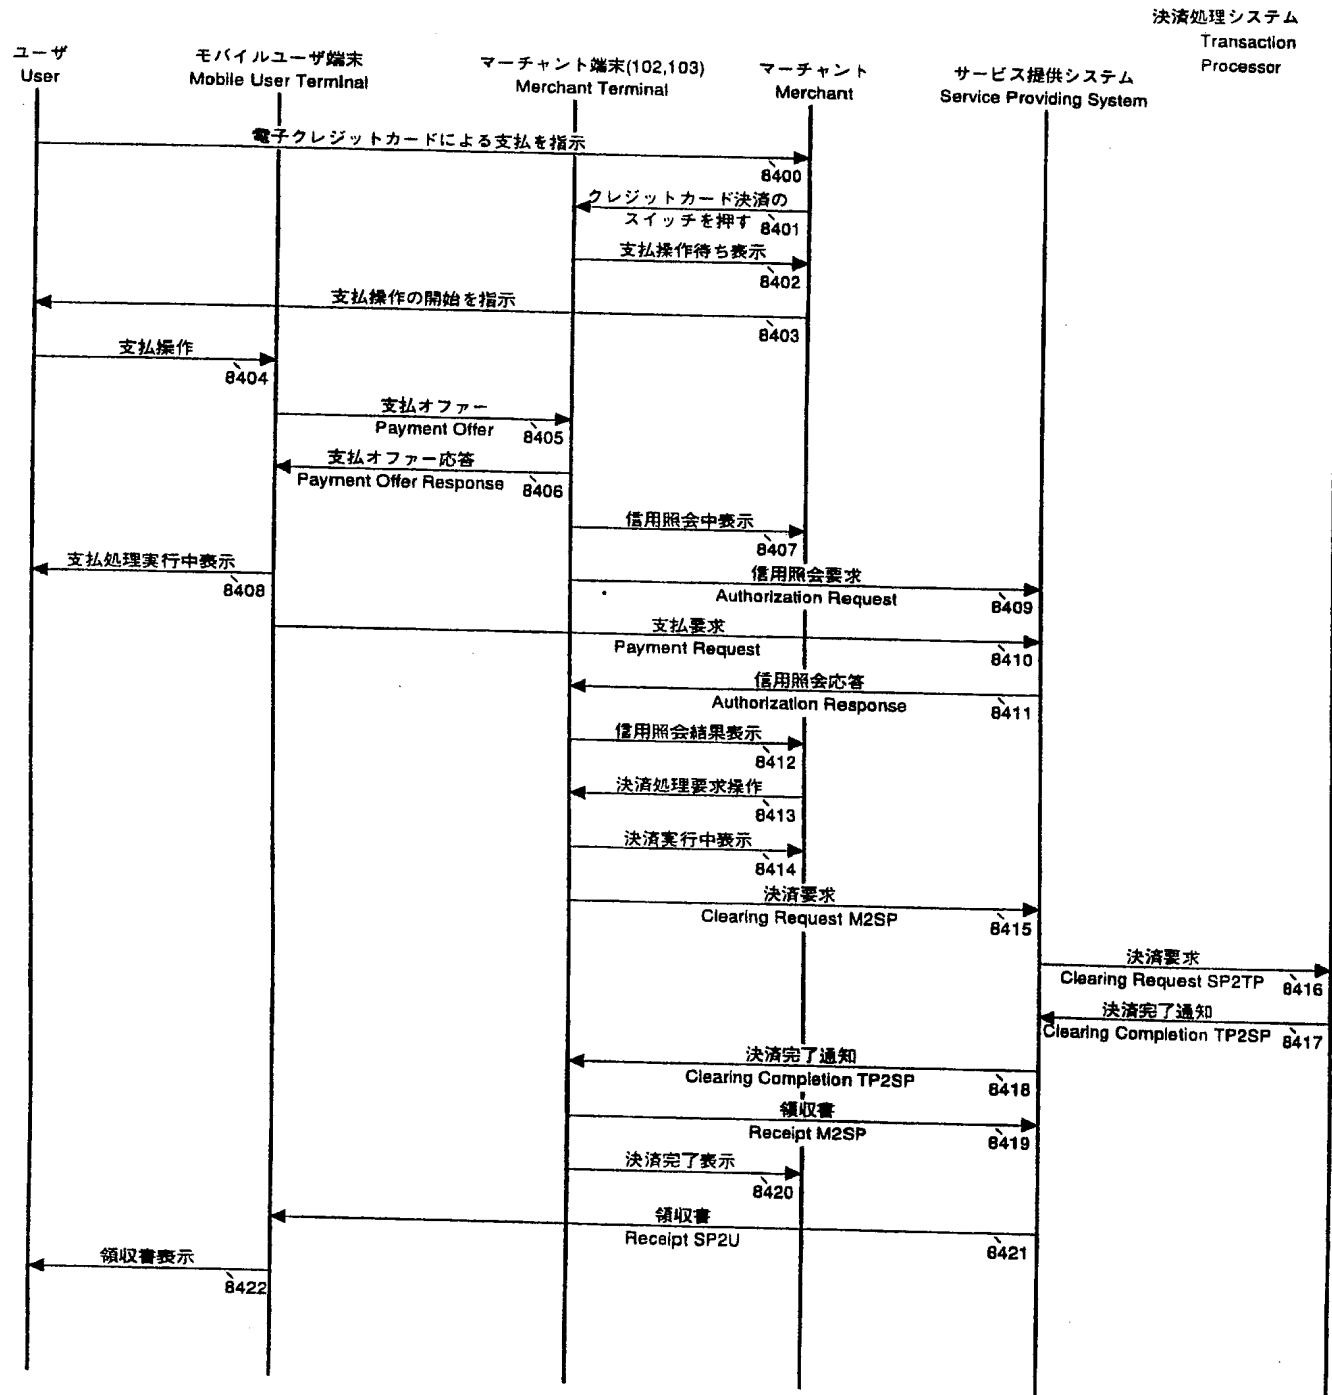 決済処理システム
Transaction
Processor
ユーザ
User
モバイルユーザ端末
Mobile User Terminal
マーチャント端末(102,103)
Merchant Terminal
マーチャント
Merchant
サービス提供システム
Service Providing System
電子クレジットカードによる支払を指示
8400
クレジットカード決済の
スイッチを押す
8401
支払操作待ち表示
8402
支払操作の開始を指示
8403
支払操作
8404
支払オファー
Payment Offer
8405
支払オファー応答
Payment Offer Response
8406
信用照会中表示
8407
支払処理実行中表示
8408
信用照会要求
Authorization Request
8409
支払要求
Payment Request
8410
信用照会応答
Authorization Response
8411
信用照会結果表示
8412
決済処理要求操作
8413
決済実行中表示
8414
決済要求
Clearing Request M2SP
8415
決済要求
Clearing Request SP2TP
8416
決済完了通知
Clearing Completion TP2SP
8417
決済完了通知
Clearing Completion TP2SP
8418
領収書
Receipt M2SP
8419
決済完了表示
8420
領収書
Receipt SP2U
8421
領収書表示
8422